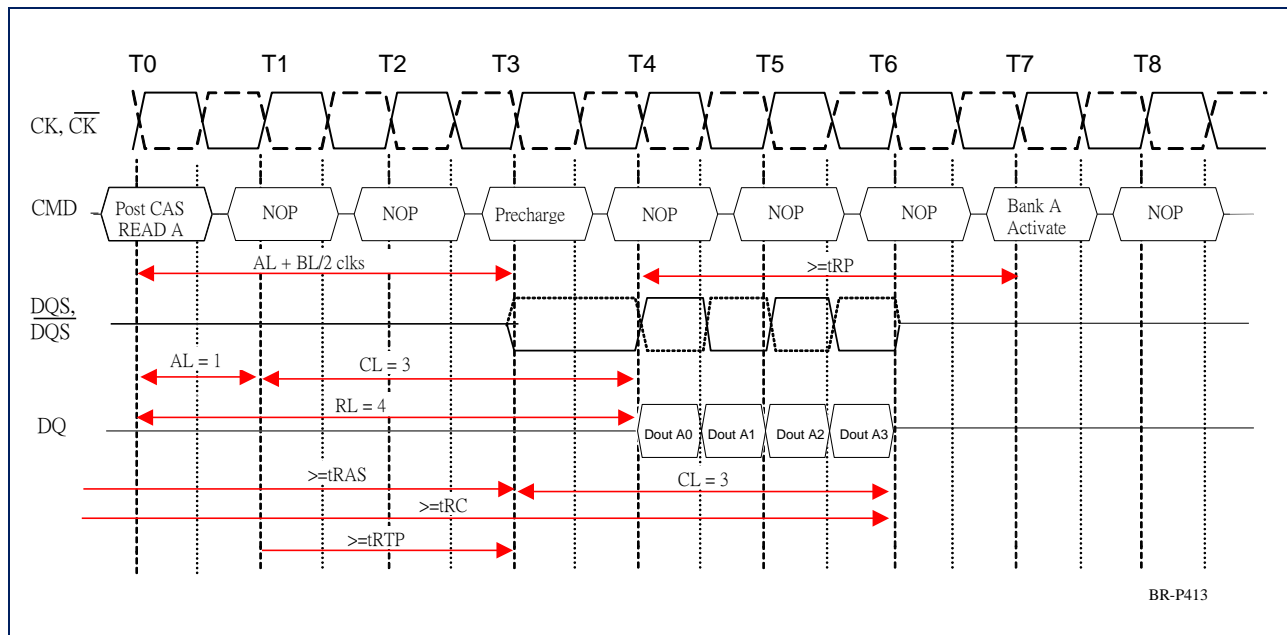 T0 T1 T2 T3 T4 T5 T6 T7 T8
CK, CK
CMD Post CAS READ A NOP NOP Precharge NOP NOP NOP Bank A Activate NOP
AL + BL/2 clks >=tRP
DQS,
DQS
AL = 1 CL = 3
RL = 4
DQ Dout A0 Dout A1 Dout A2 Dout A3
>=tRAS CL = 3
>=tRC
>=tRTP
BR-P413